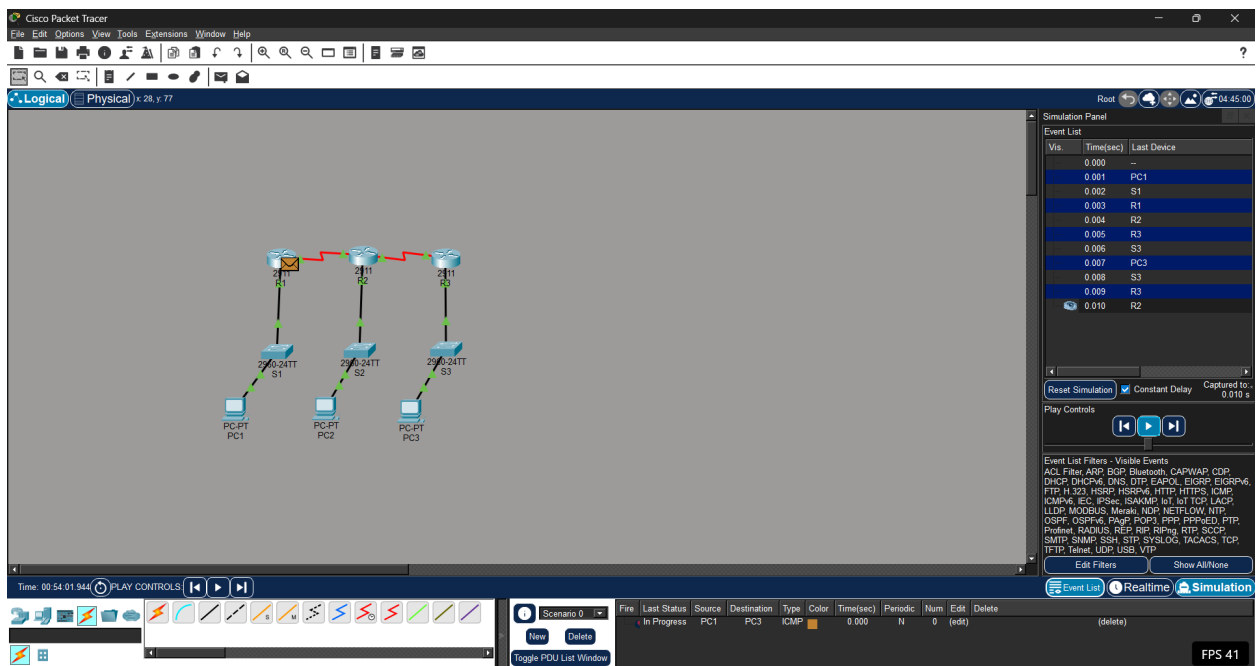 Cisco Packet Tracer
File Edit Options View Tools Extensions Window Help
?
Logical Physical x: 28, y: 77 Root 04:45:00
Simulation Panel
Event List
Vis. Time(sec) Last Device
0.000 --
0.001 PC1
0.002 S1
0.003 R1
0.004 R2
0.005 R3
0.006 S3
0.007 PC3
0.008 S3
0.009 R3
0.010 R2
2911 2911 2911
R1 R2 R3
2960-24TT 2960-24TT 2960-24TT
S1 S2 S3
PC-PT PC-PT PC-PT
PC1 PC2 PC3
Reset Simulation Constant Delay Captured to:
0.010 s
Play Controls
Event List Filters - Visible Events
ACL Filter, ARP, BGP, Bluetooth, CAPWAP, CDP,
DHCP, DHCPv6, DNS, DTP, EAPOL, EIGRP, EIGRPv6,
FTP, H.323, HSRP, HSRPv6, HTTP, HTTPS, ICMP,
ICMPv6, IEC, IPSec, ISAKMP, IoT, IoT TCP, LACP,
LLDP, MODBUS, Meraki, NDP, NETFLOW, NTP,
OSPF, OSPFv6, PAgP, POP3, PPP, PPPoED, PTP,
Profinet, RADIUS, REP, RIP, RIPng, RTP, SCCP,
SMTP, SNMP, SSH, STP, SYSLOG, TACACS, TCP,
TFTP, Telnet, UDP, USB, VTP
Edit Filters Show All/None
Time: 00:54:01.944 PLAY CONTROLS: Event List Realtime Simulation
Scenario 0
New Delete
Toggle PDU List Window
Fire Last Status Source Destination Type Color Time(sec) Periodic Num Edit Delete
In Progress PC1 PC3 ICMP 0.000 N 0 (edit) (delete)
FPS 41